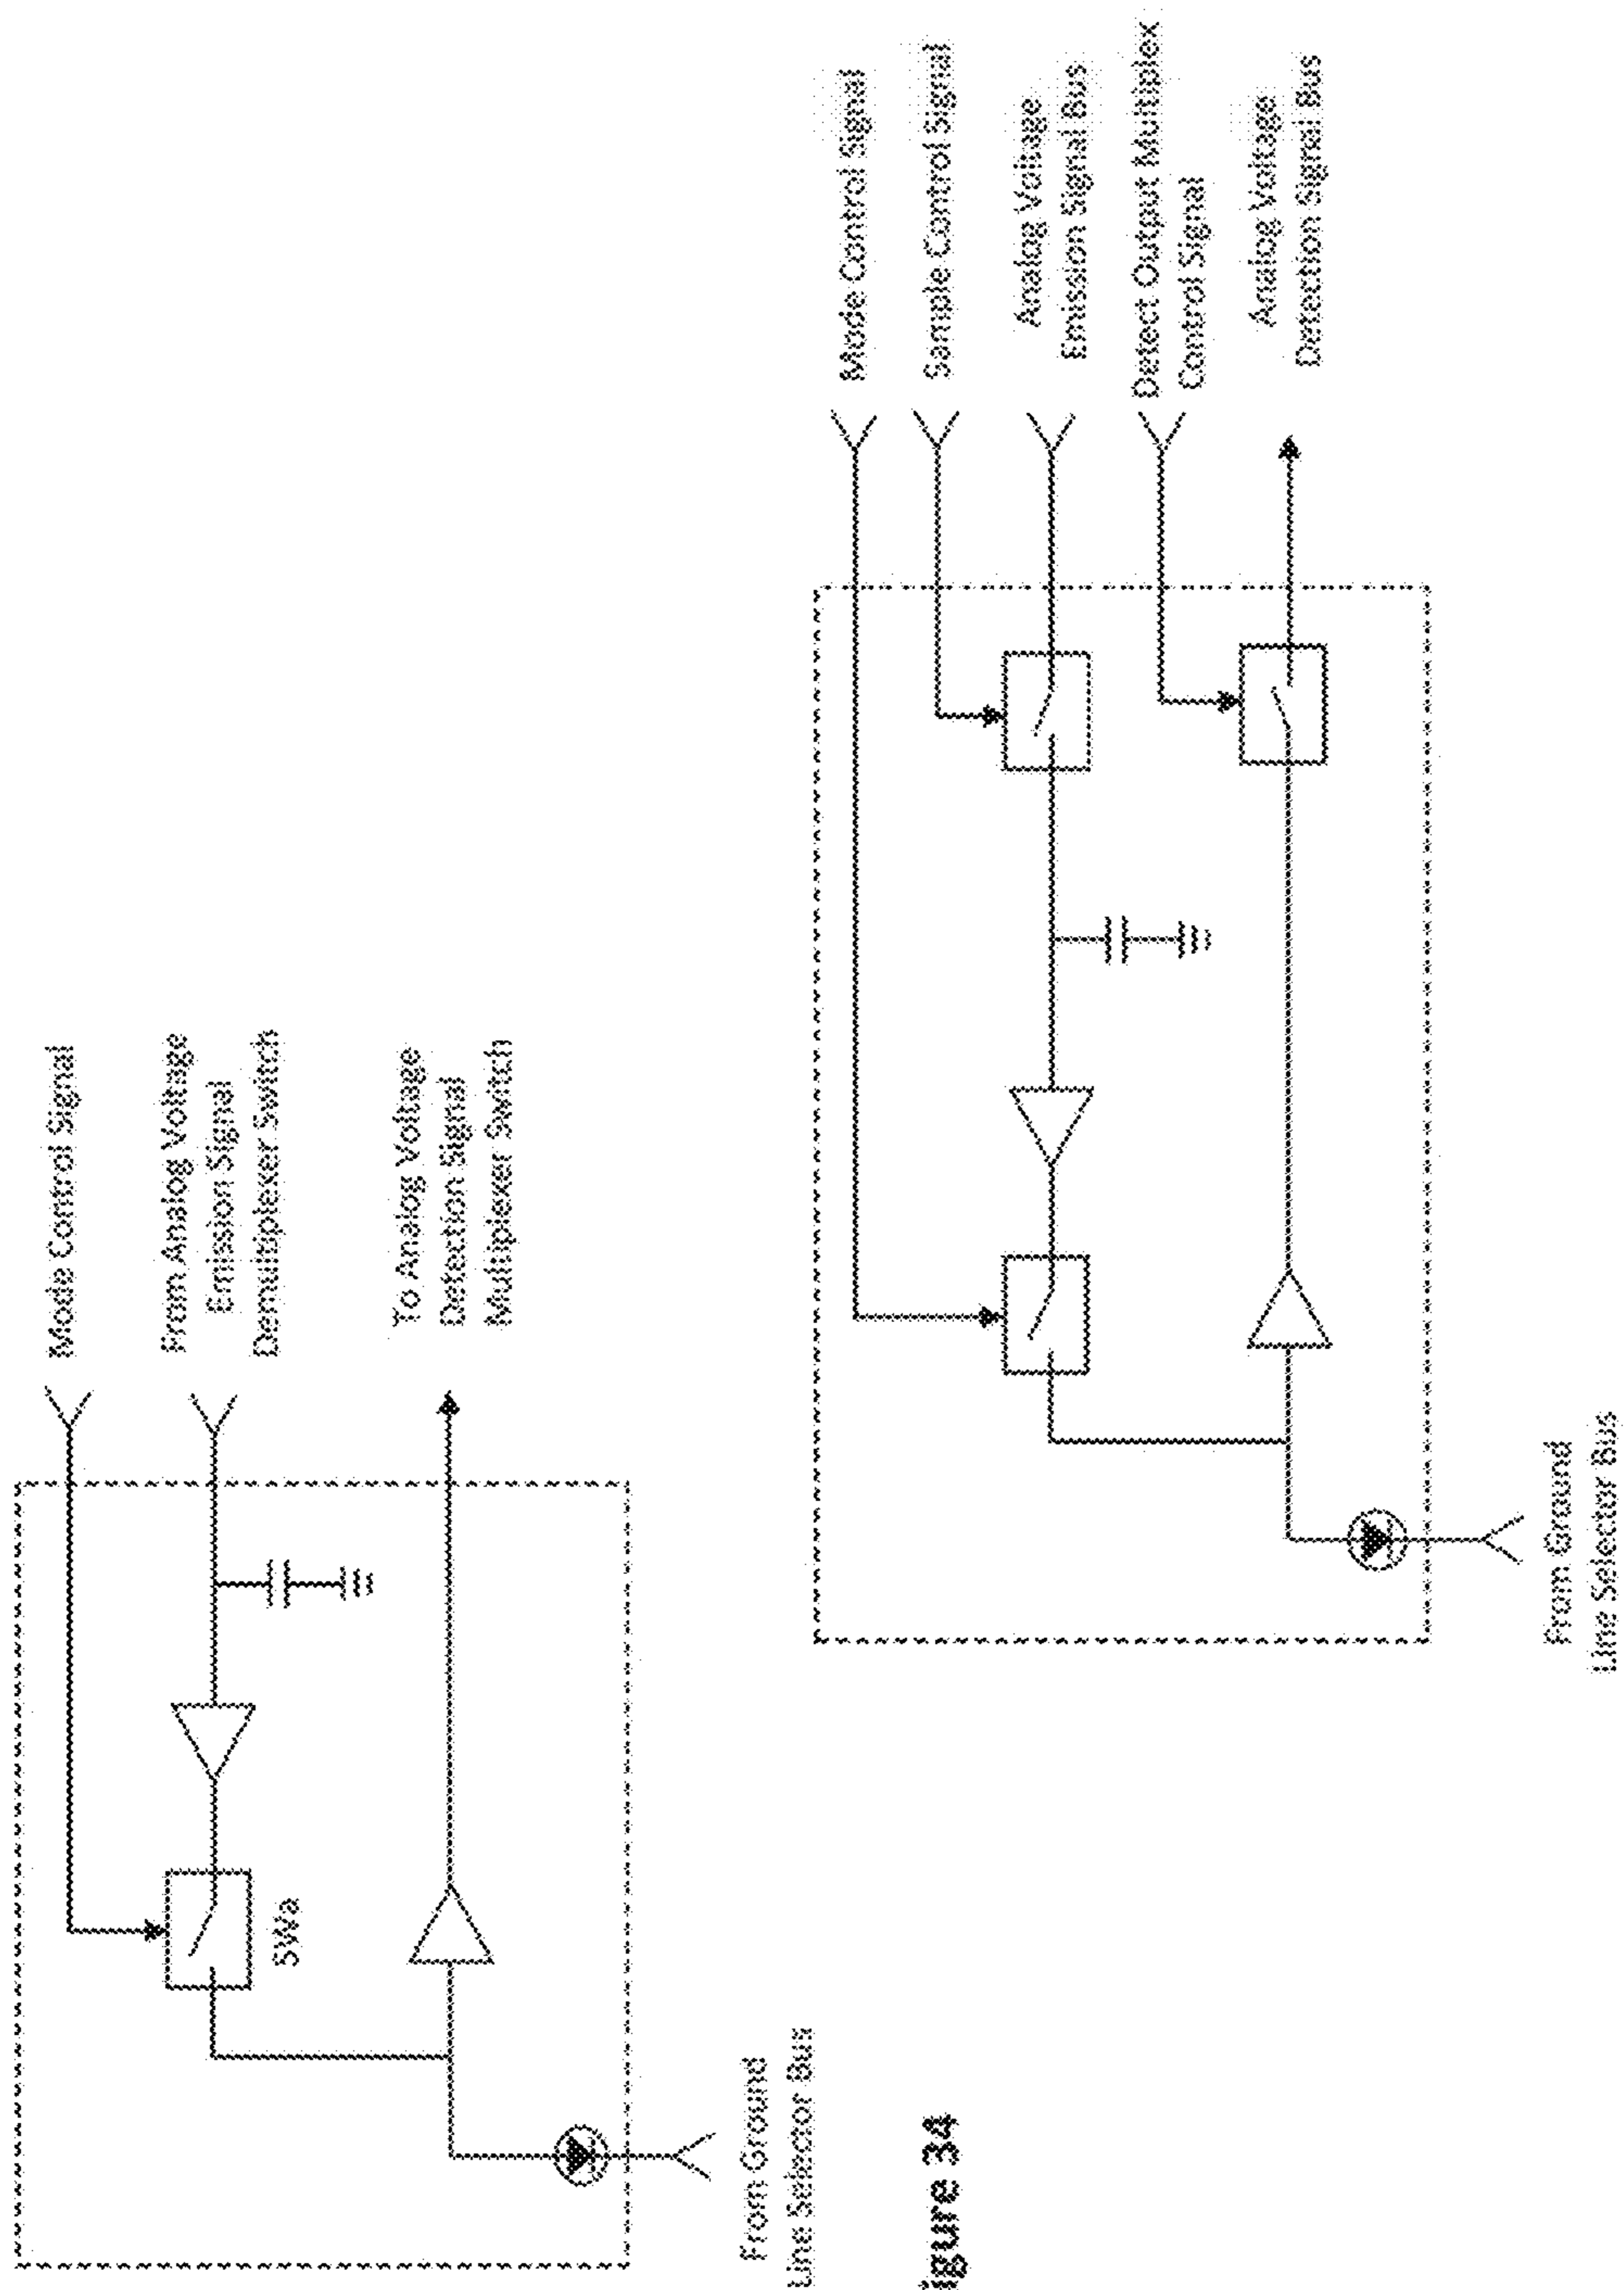 Mode Control Signal
From Analog Voltage
Emission Signal
Demuliplexer Switch
To Analog Voltage
Detection Signal
Muliplexer Switch
SWa
From Ground
Line Selector Bus
igure 34
Mode Control Signal
Sample Control Signal
Analog Voltage
Emission Signal Bus
Detect Output Multiplex
Control Signal
Analog Voltage
Detection Signal Bus
From Ground
Line Selector Bus